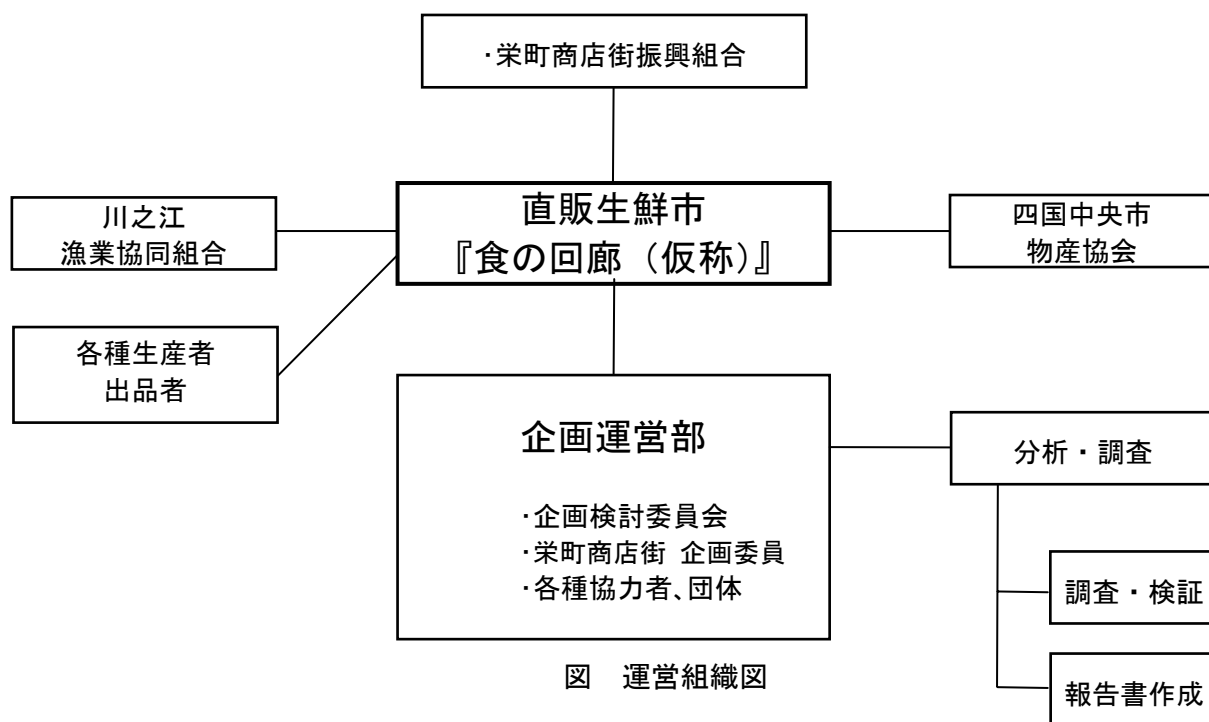 ・栄町商店街振興組合
川之江
漁業協同組合
直販生鮮市
『食の回廊（仮称）』
四国中央市
物産協会
各種生産者
出品者
企画運営部
・企画検討委員会
・栄町商店街 企画委員
・各種協力者、団体
分析・調査
調査・検証
報告書作成
図　運営組織図